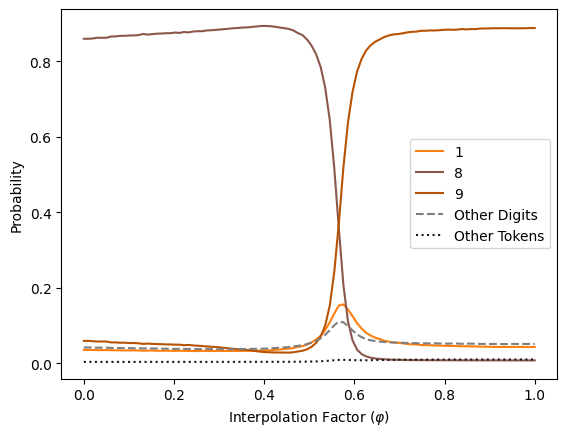 Probability
0.8
0.6
0.4
0.2
0.0
1
8
9
Other Digits
Other Tokens
0.0 0.2 0.4 0.6 0.8 1.0
Interpolation Factor (φ)